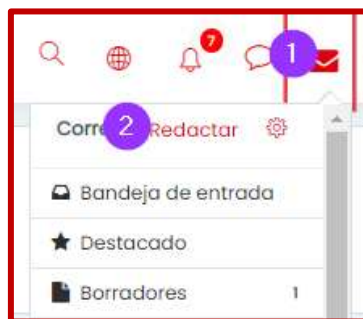 7
1
Corre 2 Redactar
Bandeja de entrada
Destacado
Borradores 1